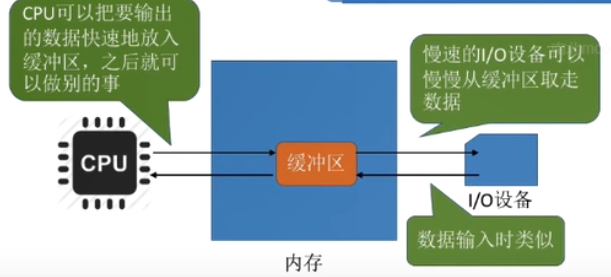 CPU可以把要输出
的数据快速地放入
缓冲区，之后就可
以做别的事
慢速的I/O设备可以
慢慢从缓冲区取走
数据
CPU
缓冲区
I/O设备
数据输入时类似
内存